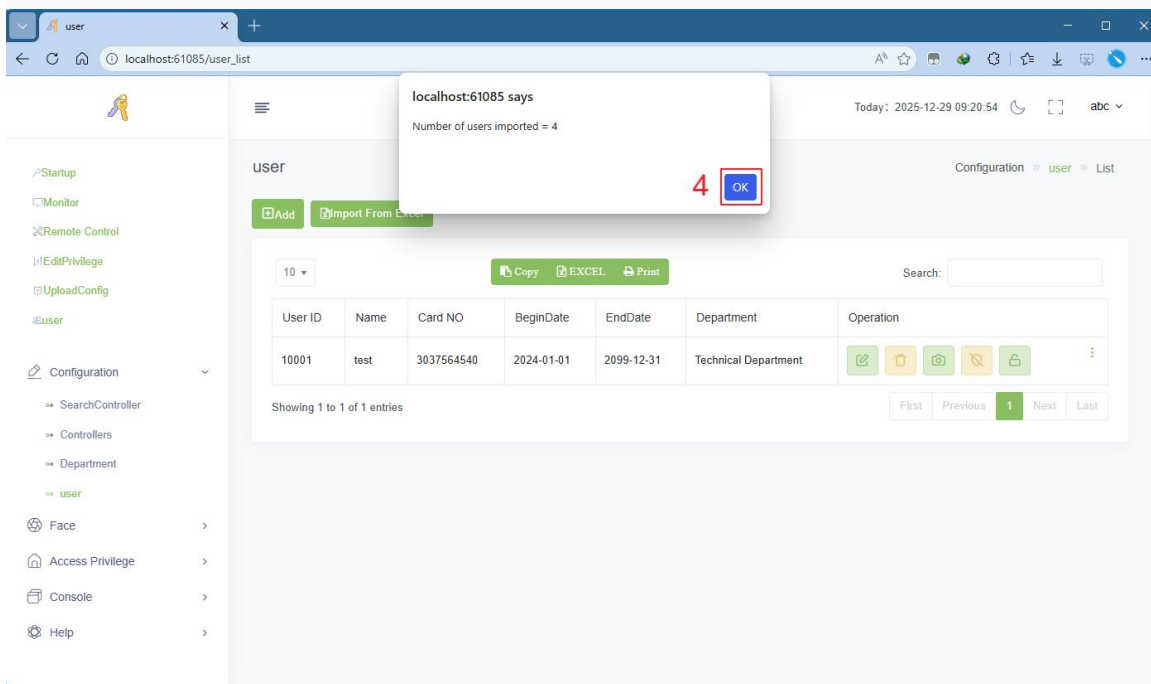 user
localhost:61085/user_list
localhost:61085 says
Number of users imported = 4
4 OK
Today: 2025-12-29 09:20:54 abc
user
Configuration » user » List
Add Import From Excel
Startup
Monitor
Remote Control
EditPrivilege
UploadConfig
user
Configuration
SearchController
Controllers
Department
user
Face
Access Privilege
Console
Help
10 Copy EXCEL Print Search:
User ID Name Card NO BeginDate EndDate Department Operation
10001 test 3037564540 2024-01-01 2099-12-31 Technical Department
Showing 1 to 1 of 1 entries First Previous 1 Next Last